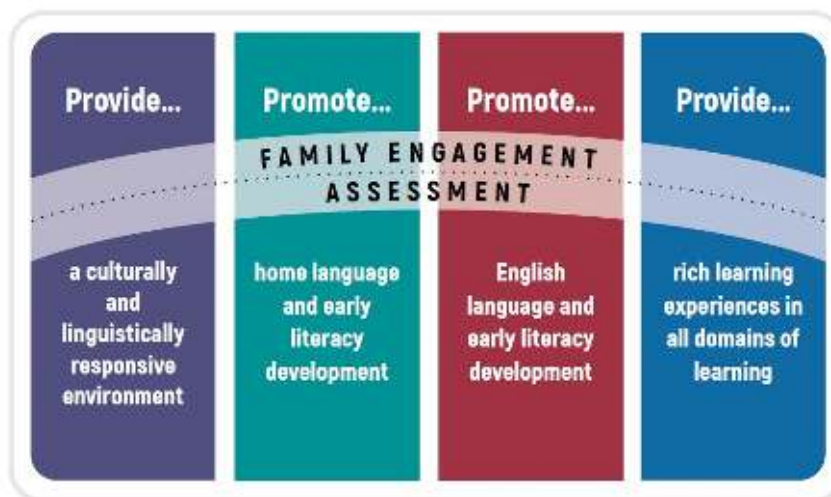 Provide...
Promote...
Promote...
Provide...
FAMILY ENGAGEMENT
ASSESSMENT
a culturally
and
linguistically
responsive
environment
home language
and early
literacy
development
English
language and
early literacy
development
rich learning
experiences in
all domains of
learning